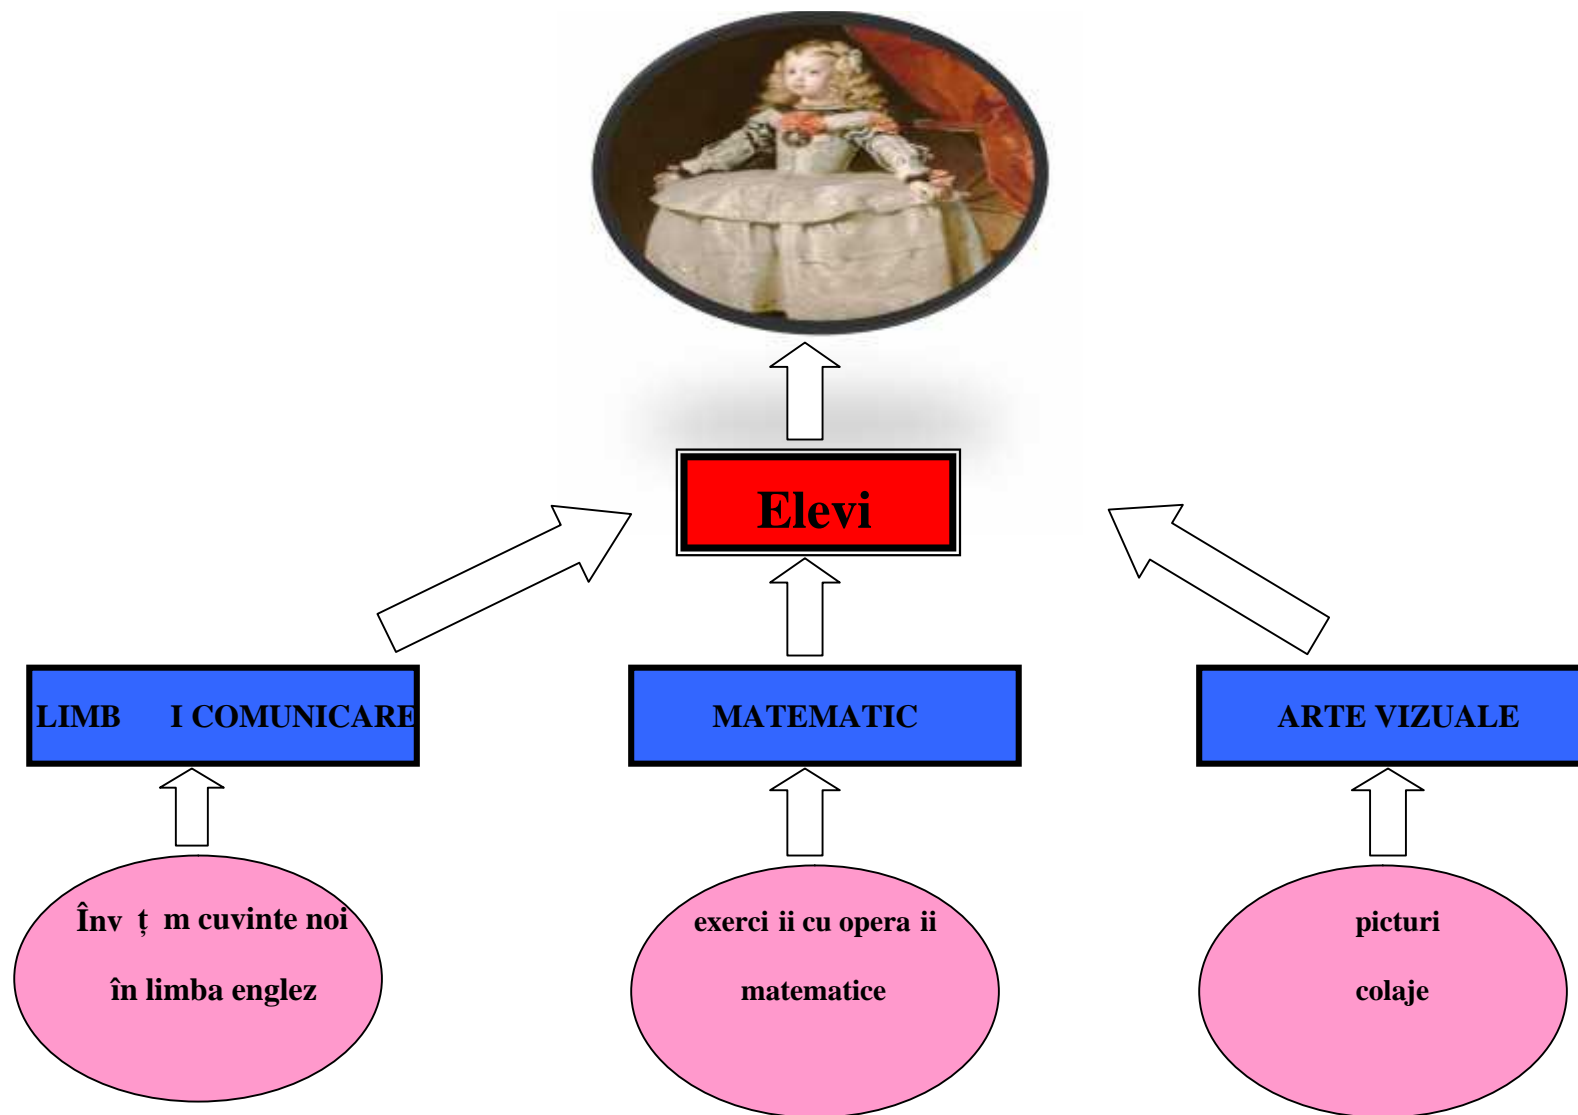 Elevi
LIMB I COMUNICARE
MATEMATIC
ARTE VIZUALE
Înv ț m cuvinte noi
în limba englez
exerci ii cu opera ii
matematice
picturi
colaje